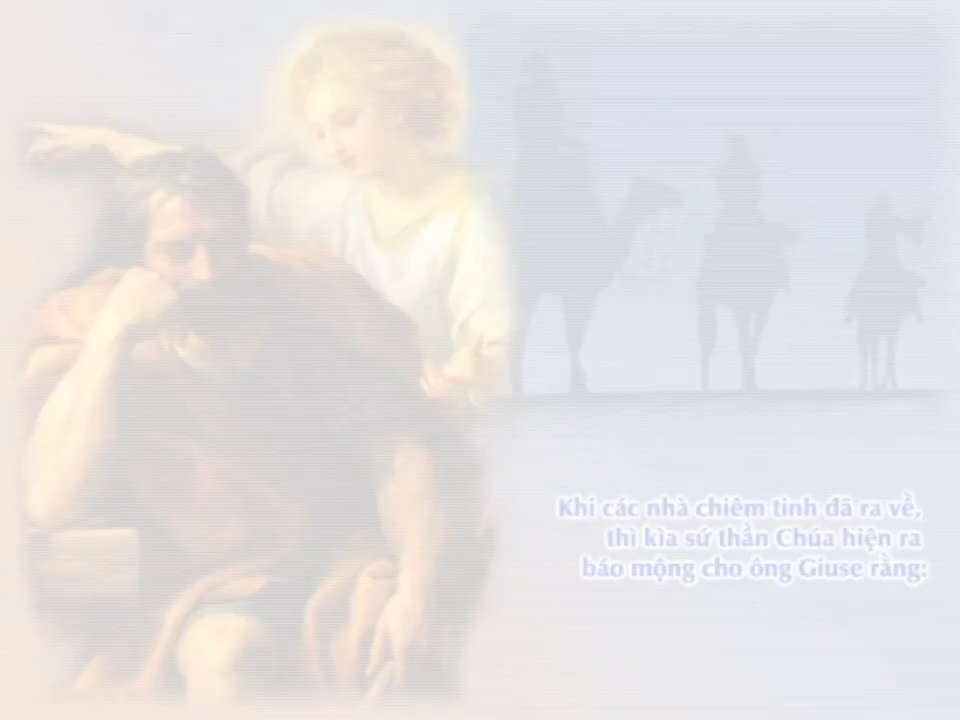 Khi các nhà chiêm tinh đã ra về,
thì kìa sứ thần Chúa hiện ra
báo mộng cho ông Giuse rằng: